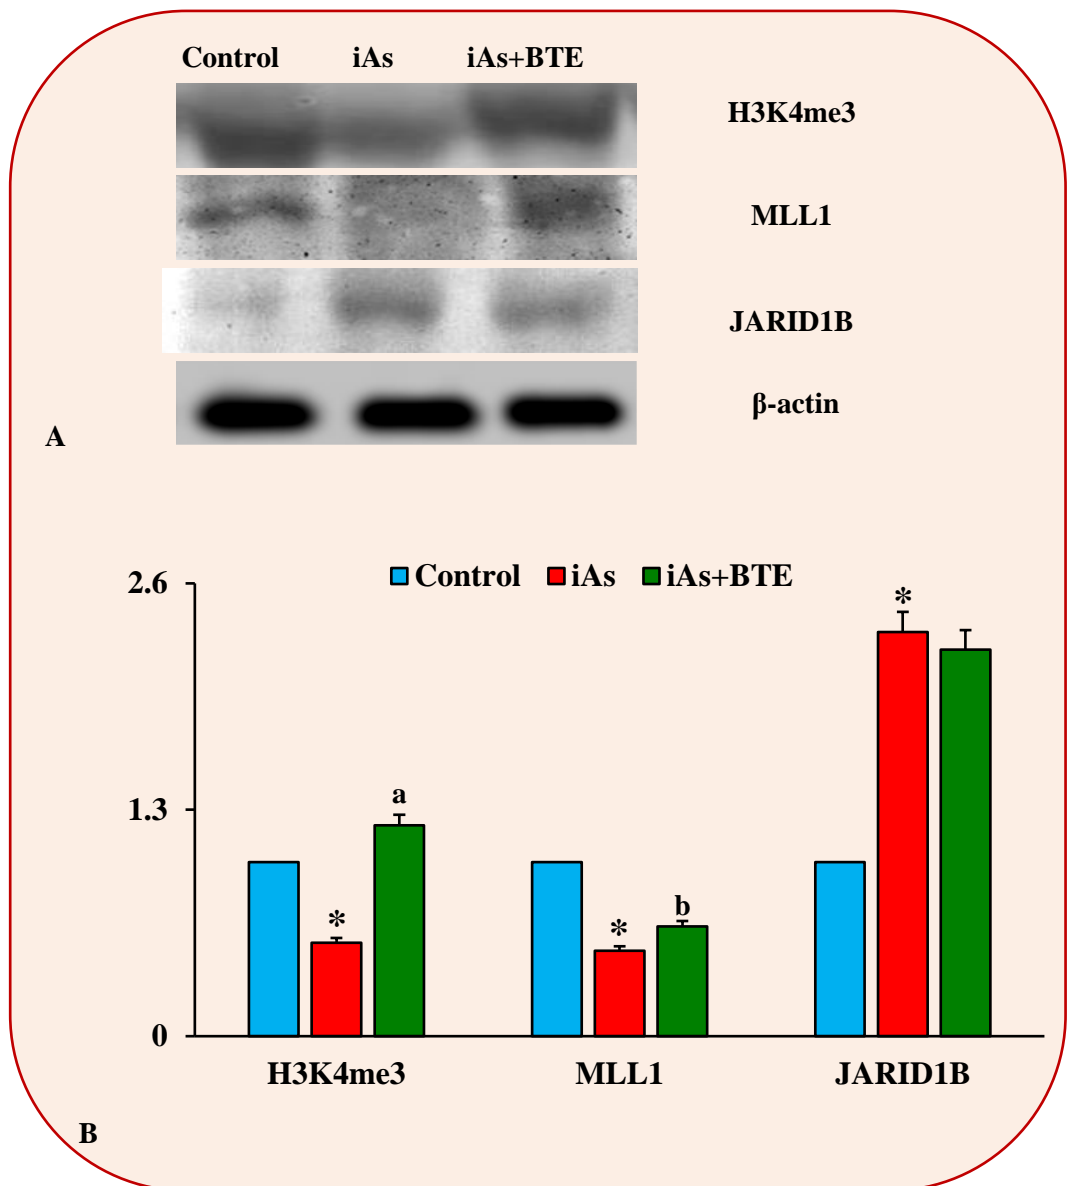 Control iAs iAs+BTE
H3K4me3
MLL1
JARID1B
β-actin
A
Control iAs iAs+BTE
2.6
*
1.3
a
*
*
b
0
H3K4me3 MLL1 JARID1B
B